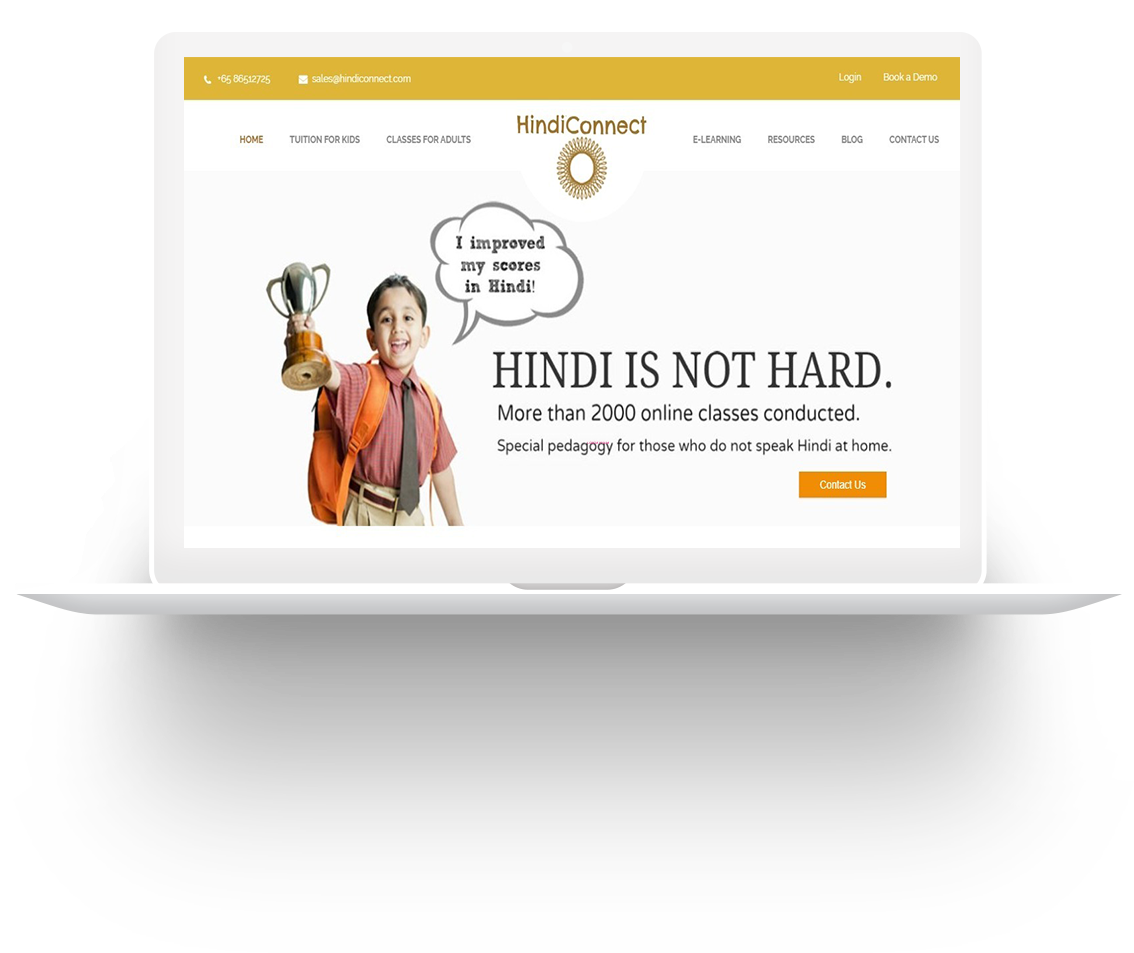 +65 86512725 sales@hindiconnect.com Login Book a Demo
HindiConnect
HOME TUITION FOR KIDS CLASSES FOR ADULTS E-LEARNING RESOURCES BLOG CONTACT US
I improved
my scores
in Hindi!
HINDI IS NOT HARD.
More than 2000 online classes conducted.
Special pedagogy for those who do not speak Hindi at home.
Contact Us